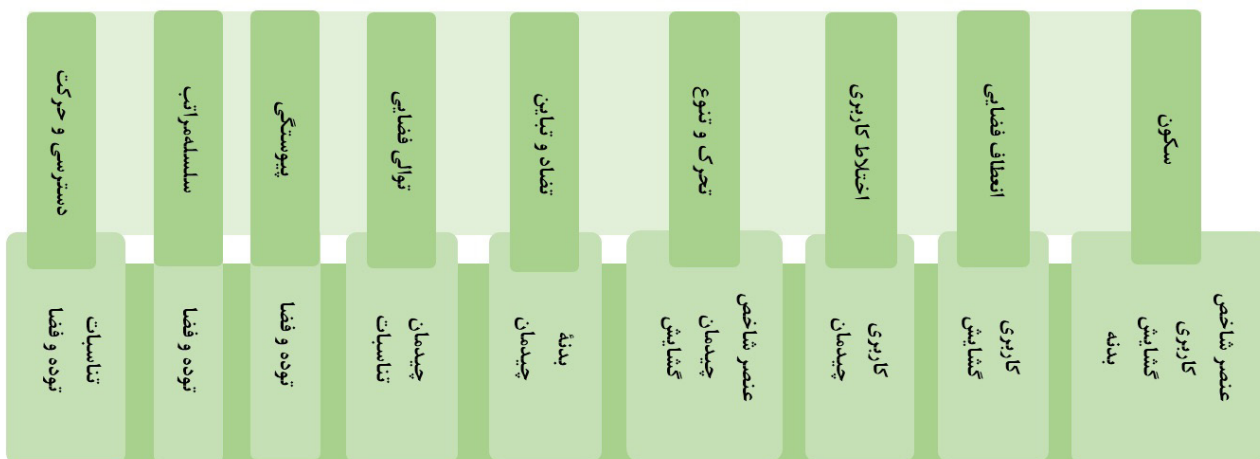 سکون
عنصر شاخص
کاربری
گشایش
بدنه
انعطاف فضایی
کاربری
گشایش
اختلاط کاربری
کاربری
چیدمان
تحرک و تنوع
عنصر شاخص
چیدمان
گشایش
تضاد و تباین
بدنهٔ
چیدمان
توالی فضایی
چیدمان
تناسبات
پیوستگی
توده و فضا
سلسله‌مراتب
توده و فضا
دسترسی و حرکت
تناسبات
توده و فضا